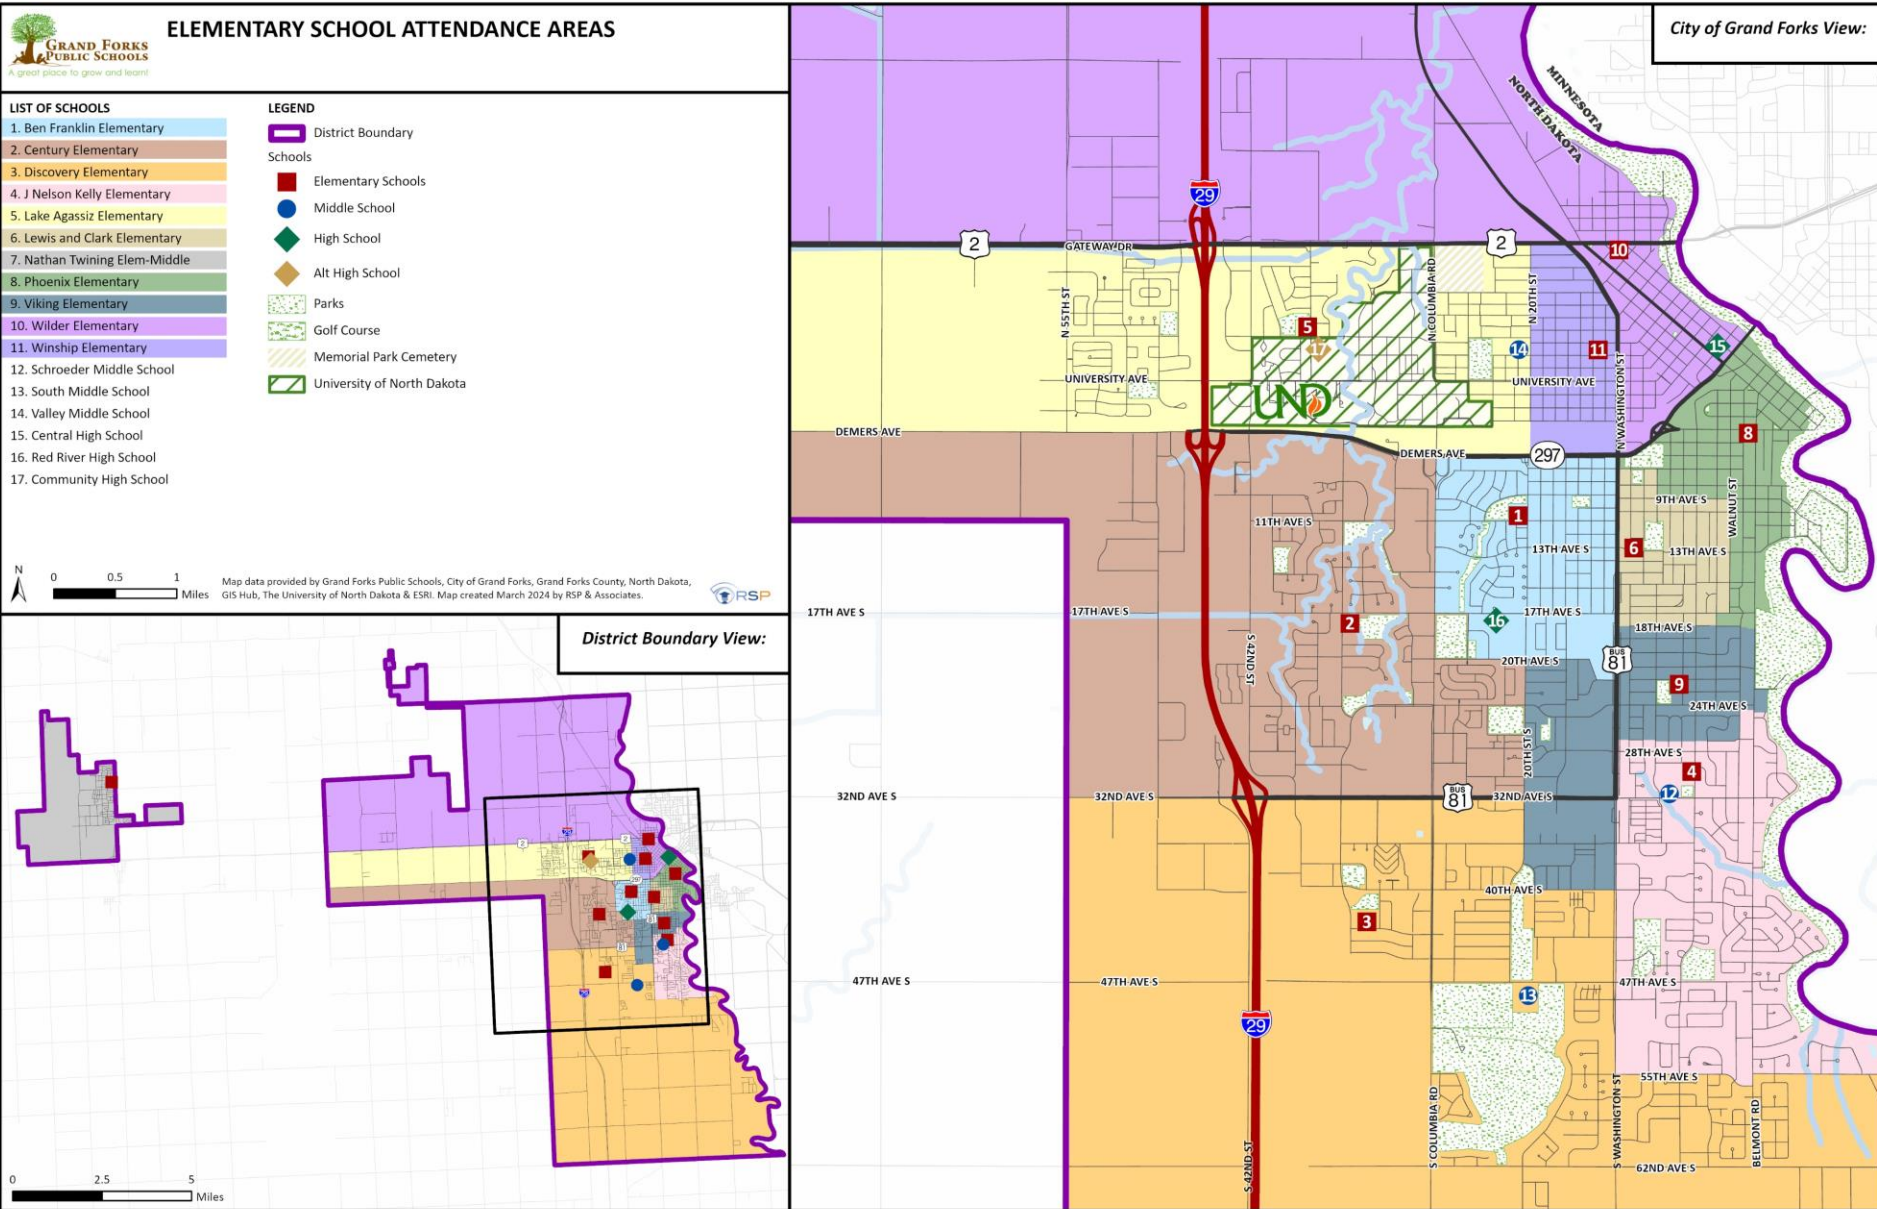 GRAND FORKS
PUBLIC SCHOOLS
A great place to grow and learn!
ELEMENTARY SCHOOL ATTENDANCE AREAS
LIST OF SCHOOLS
1. Ben Franklin Elementary
2. Century Elementary
3. Discovery Elementary
4. J Nelson Kelly Elementary
5. Lake Agassiz Elementary
6. Lewis and Clark Elementary
7. Nathan Twining Elem-Middle
8. Phoenix Elementary
9. Viking Elementary
10. Wilder Elementary
11. Winship Elementary
12. Schroeder Middle School
13. South Middle School
14. Valley Middle School
15. Central High School
16. Red River High School
17. Community High School
LEGEND
District Boundary
Schools
Elementary Schools
Middle School
High School
Alt High School
Parks
Golf Course
Memorial Park Cemetery
University of North Dakota
N
0 0.5 1
Miles
Map data provided by Grand Forks Public Schools, City of Grand Forks, Grand Forks County, North Dakota,
GIS Hub, The University of North Dakota & ESRI. Map created March 2024 by RSP & Associates.
RSP
District Boundary View:
2
29
2
297
81
81
29
0 2.5 5
Miles
City of Grand Forks View:
MINNESOTA
NORTH DAKOTA
29
2
GATEWAY DR
2
10
N 55TH ST
N COLUMBIA RD
N 20TH ST
5
17
14
11
15
N WASHINGTON ST
UNIVERSITY AVE
UNIVERSITY AVE
UND
DEMERS AVE
DEMERS AVE
297
8
9TH AVE S
WALNUT ST
11TH AVE S
1
13TH AVE S
6
13TH AVE S
17TH AVE S
17TH AVE S
17TH AVE S
2
16
18TH AVE S
S 42ND ST
20TH AVE S
BUS
81
9
24TH AVE S
20TH ST S
28TH AVE S
4
12
32ND AVE S
32ND AVE S
BUS
81
32ND AVE S
40TH AVE S
3
47TH AVE S
47TH AVE S
47TH AVE S
13
29
55TH AVE S
S COLUMBIA RD
S WASHINGTON ST
BELMONT RD
S 42ND ST
62ND AVE S